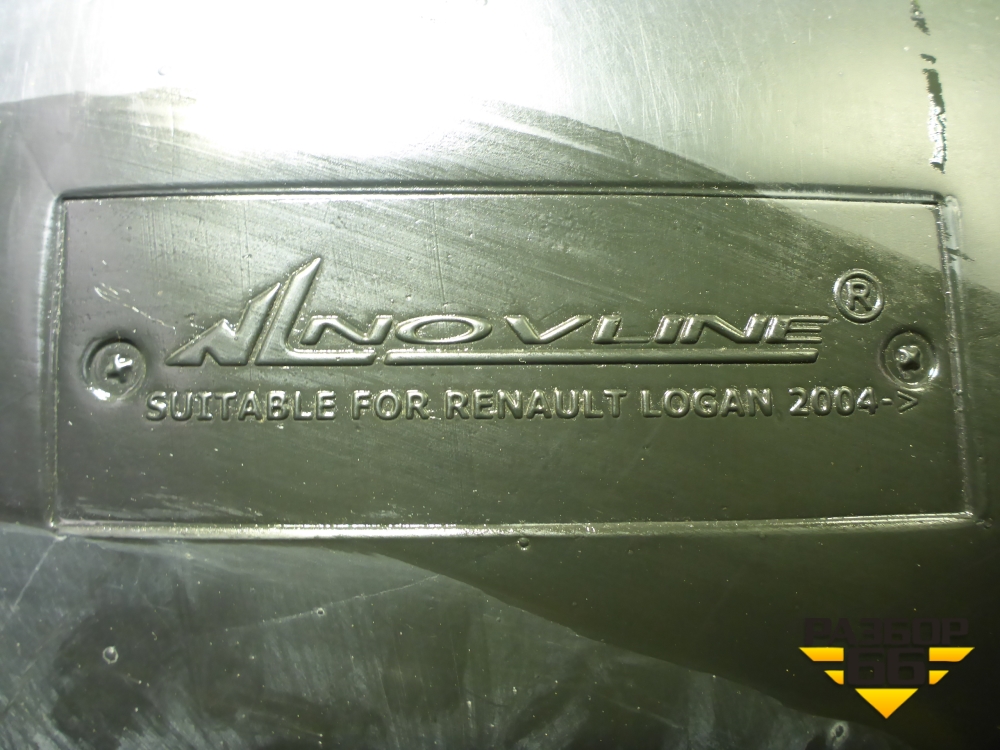 NOVLINE ®
SUITABLE FOR RENAULT LOGAN 2004->
РАЗБОР
66